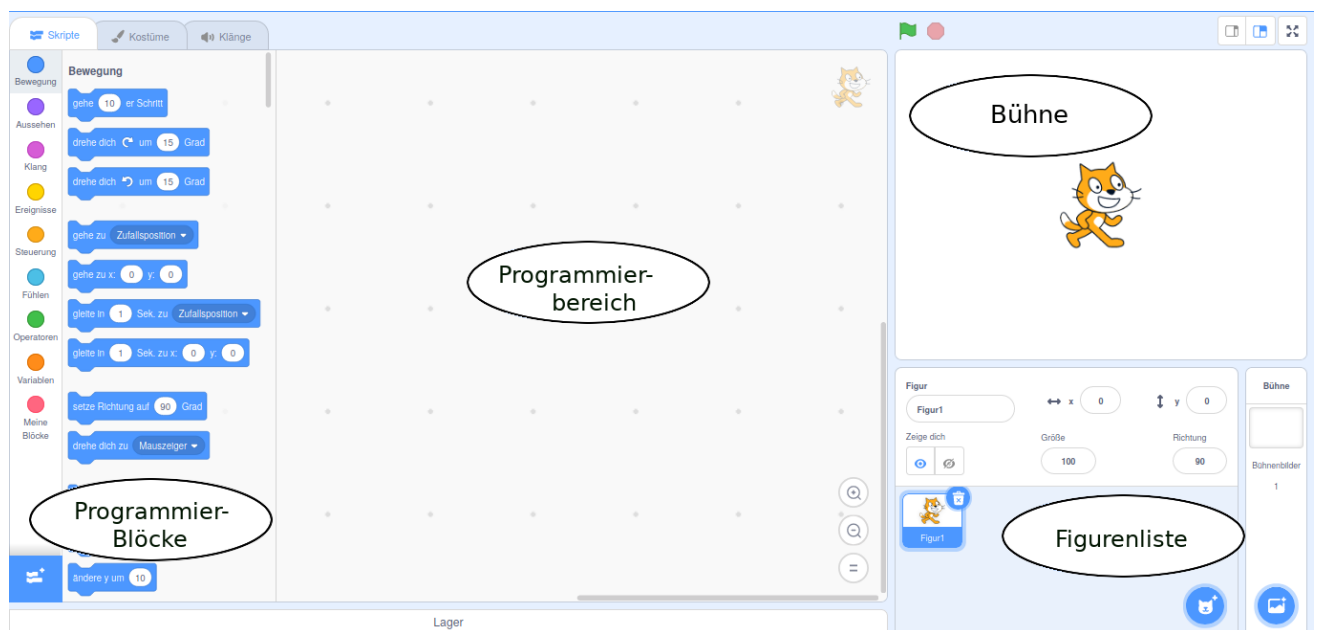 Skripte
Kostüme
Klänge
Bewegung
Aussehen
Klang
Ereignisse
Steuerung
Fühlen
Operatoren
Variablen
Meine
Blöcke
Bewegung
gehe 10 er Schritt
drehe dich um 15 Grad
drehe dich um 15 Grad
gehe zu Zufallsposition
gehe zu x: 0 y: 0
gleite in 1 Sek. zu Zufallsposition
gleite in 1 Sek. zu x: 0 y: 0
setze Richtung auf 90 Grad
drehe dich zu Mauszeiger
Programmier-
Blöcke
ändere y um 10
Programmier-
bereich
Lager
Bühne
Figur
Figur1
x 0
y 0
Zeige dich
Größe
100
Richtung
90
Figur1
Figurenliste
Bühne
Bühnenbilder
1